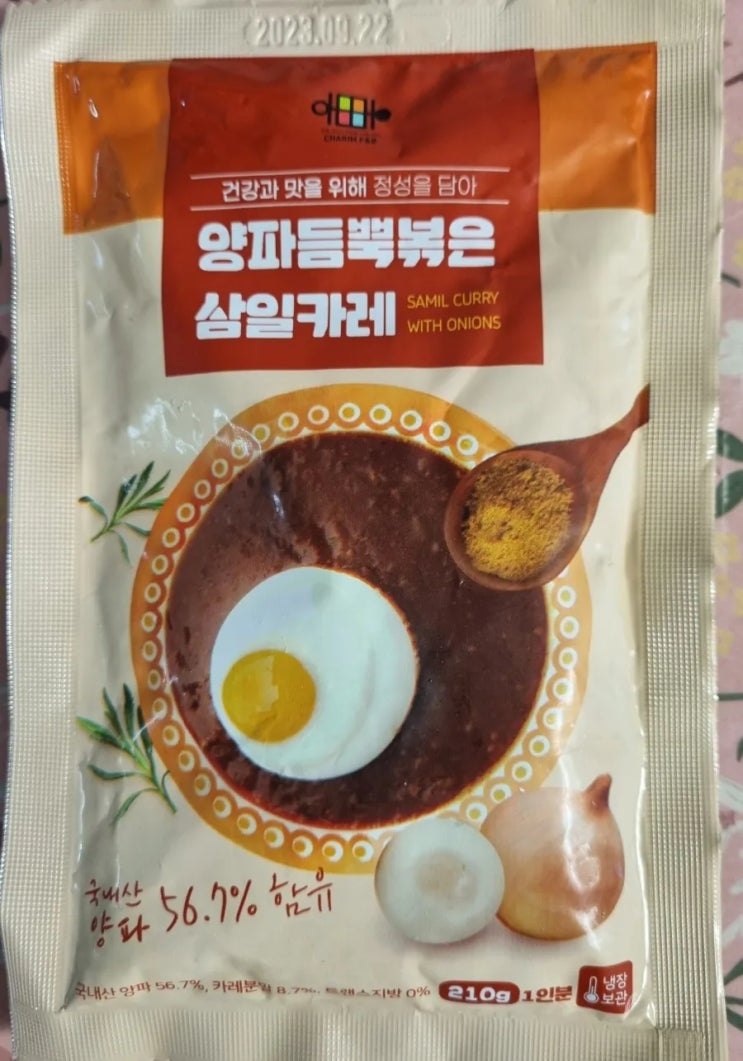 2023.09.22
CHARIM F&B
건강과 맛을 위해 정성을 담아
양파듬뿍볶은
삼일카레
SAMIL CURRY
WITH ONIONS
국내산
양파 56.7% 함유
국내산 양파 56.7%, 카레분말 8.7%, 트랜스지방 0%
210g 1인분
냉장
보관